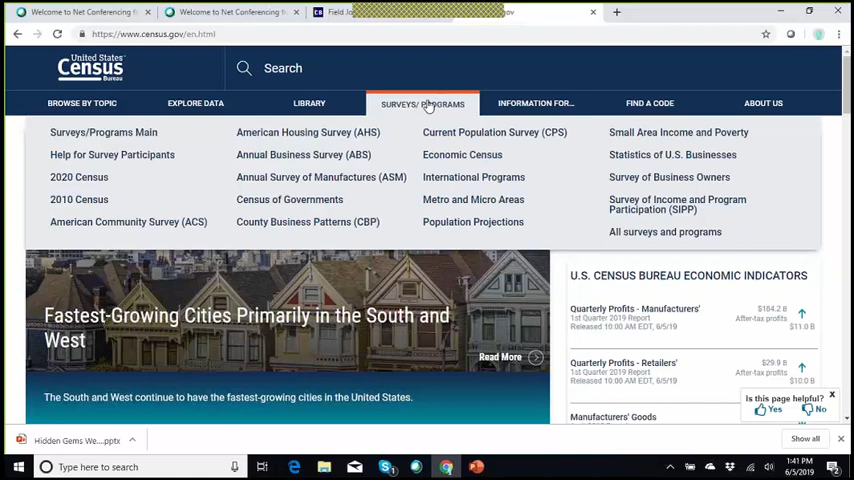 Welcome to Net Conferencing f
Welcome to Net Conferencing f
Field Jo
gov
https://www.census.gov/en.html
United States
Census
Bureau
Search
BROWSE BY TOPIC
EXPLORE DATA
LIBRARY
SURVEYS/ PROGRAMS
INFORMATION FOR...
FIND A CODE
ABOUT US
Surveys/Programs Main
Help for Survey Participants
2020 Census
2010 Census
American Community Survey (ACS)
American Housing Survey (AHS)
Annual Business Survey (ABS)
Annual Survey of Manufactures (ASM)
Census of Governments
County Business Patterns (CBP)
Current Population Survey (CPS)
Economic Census
International Programs
Metro and Micro Areas
Population Projections
Small Area Income and Poverty
Statistics of U.S. Businesses
Survey of Business Owners
Survey of Income and Program
Participation (SIPP)
All surveys and programs
Fastest-Growing Cities Primarily in the South and
West
Read More
The South and West continue to have the fastest-growing cities in the United States.
U.S. CENSUS BUREAU ECONOMIC INDICATORS
Quarterly Profits - Manufacturers'
1st Quarter 2019 Report
Released 10:00 AM EDT, 6/5/19
$184.2 B
After-tax profits
$11.0 B
Quarterly Profits - Retailers'
1st Quarter 2019 Report
Released 10:00 AM EDT, 6/5/19
$29.9 B
After-tax profits
$10.0 B
Manufacturers' Goods
Is this page helpful?
X
Yes
No
Hidden Gems We....pptx
Show all
Type here to search
1:41 PM
6/5/2019